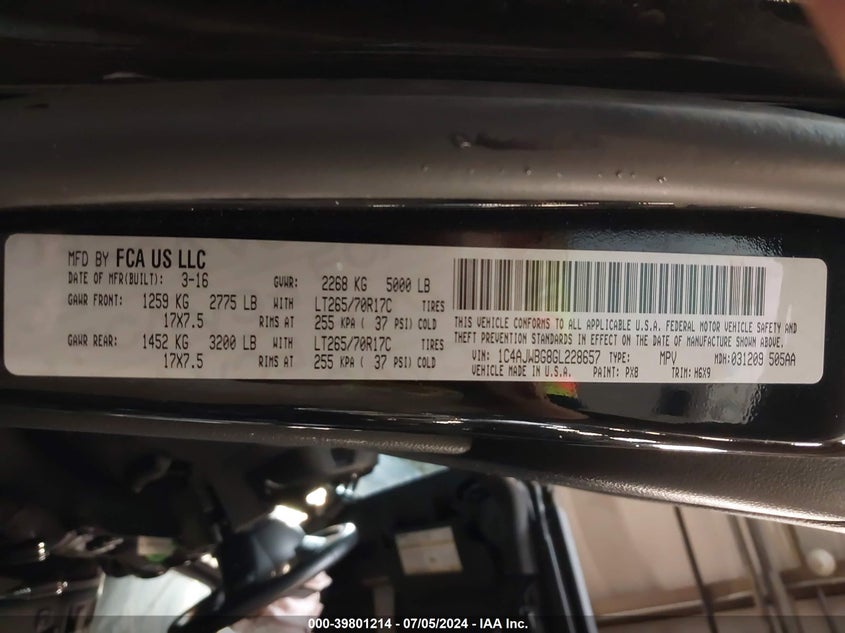 MFD BY FCA US LLC
DATE OF MFR(BUILT): 3-16 GVWR: 2268 KG 5000 LB
GAWR FRONT: 1259 KG 2775 LB WITH LT265/70R17C TIRES
17X7.5 RIMS AT 255 KPA ( 37 PSI) COLD
GAWR REAR: 1452 KG 3200 LB WITH LT265/70R17C TIRES
17X7.5 RIMS AT 255 KPA ( 37 PSI) COLD
THIS VEHICLE CONFORMS TO ALL APPLICABLE U.S.A. FEDERAL MOTOR VEHICLE SAFETY AND
THEFT PREVENTION STANDARDS IN EFFECT ON THE DATE OF MANUFACTURE SHOWN ABOVE.
VIN: 1C4AJWBG8GL228657 TYPE: MPV MDH:031209 505AA
VEHICLE MADE IN U.S.A. PAINT: PX8 TRIM: H6X9
000-39801214 - 07/05/2024 - IAA Inc.